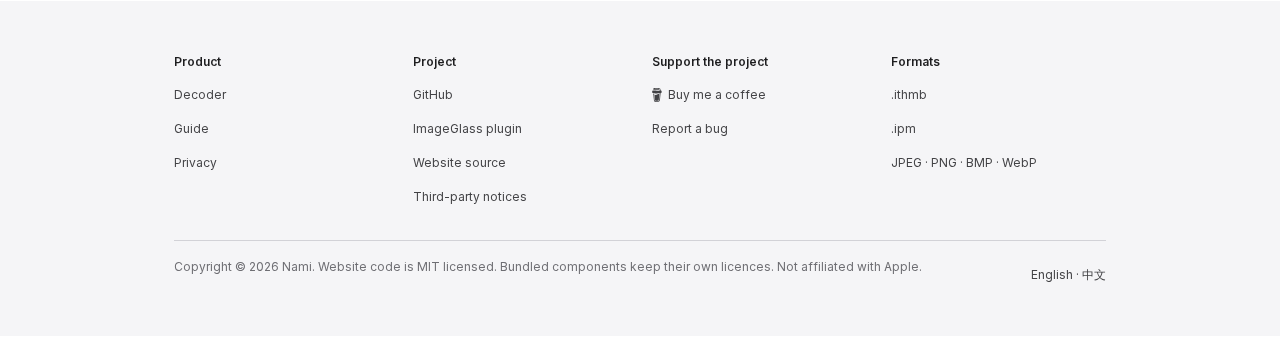 Product
Decoder
Guide
Privacy
Project
GitHub
ImageGlass plugin
Website source
Third-party notices
Support the project
Buy me a coffee
Report a bug
Formats
.ithmb
.ipm
JPEG · PNG · BMP · WebP
Copyright © 2026 Nami. Website code is MIT licensed. Bundled components keep their own licences. Not affiliated with Apple.
English · 中文